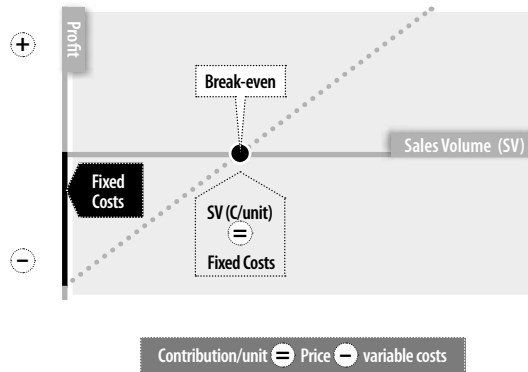 +
Profit
Break-even
Sales Volume (SV)
Fixed
Costs
SV (C/unit)
=
Fixed Costs
−
Contribution/unit = Price − variable costs